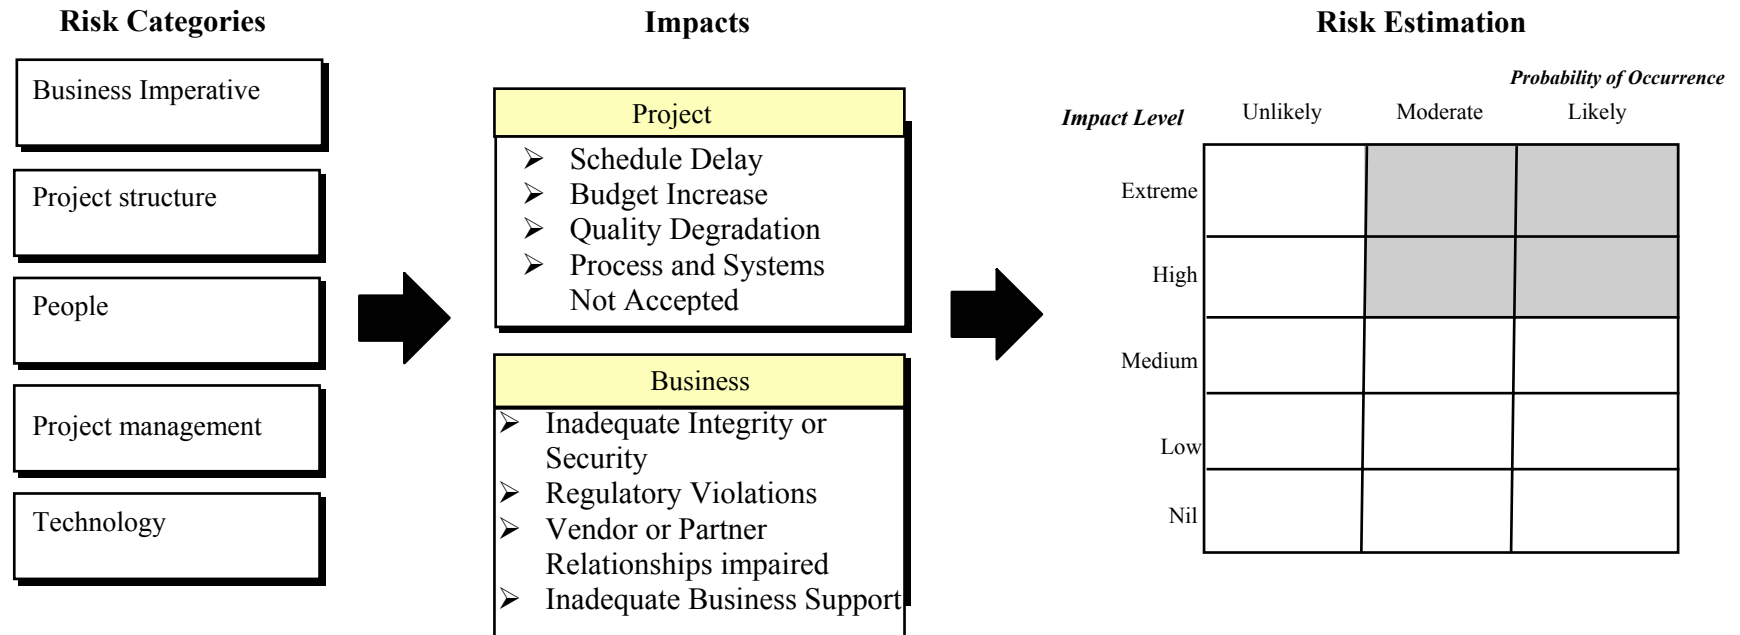 Risk Categories
Business Imperative
Project structure
People
Project management
Technology
Impacts
Project
➢ Schedule Delay
➢ Budget Increase
➢ Quality Degradation
➢ Process and Systems
Not Accepted
Business
➢ Inadequate Integrity or
Security
➢ Regulatory Violations
➢ Vendor or Partner
Relationships impaired
➢ Inadequate Business Support
Risk Estimation
Probability of Occurrence
Impact Level
Unlikely
Moderate
Likely
Extreme
High
Medium
Low
Nil